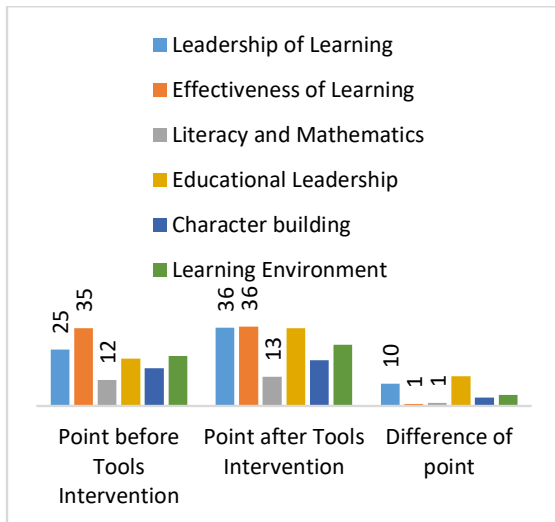 Leadership of Learning
Effectiveness of Learning
Literacy and Mathematics
Educational Leadership
Character building
Learning Environment
25
35
12
36
36
13
10
1
1
Point before
Tools
Intervention
Point after Tools
Intervention
Difference of
point